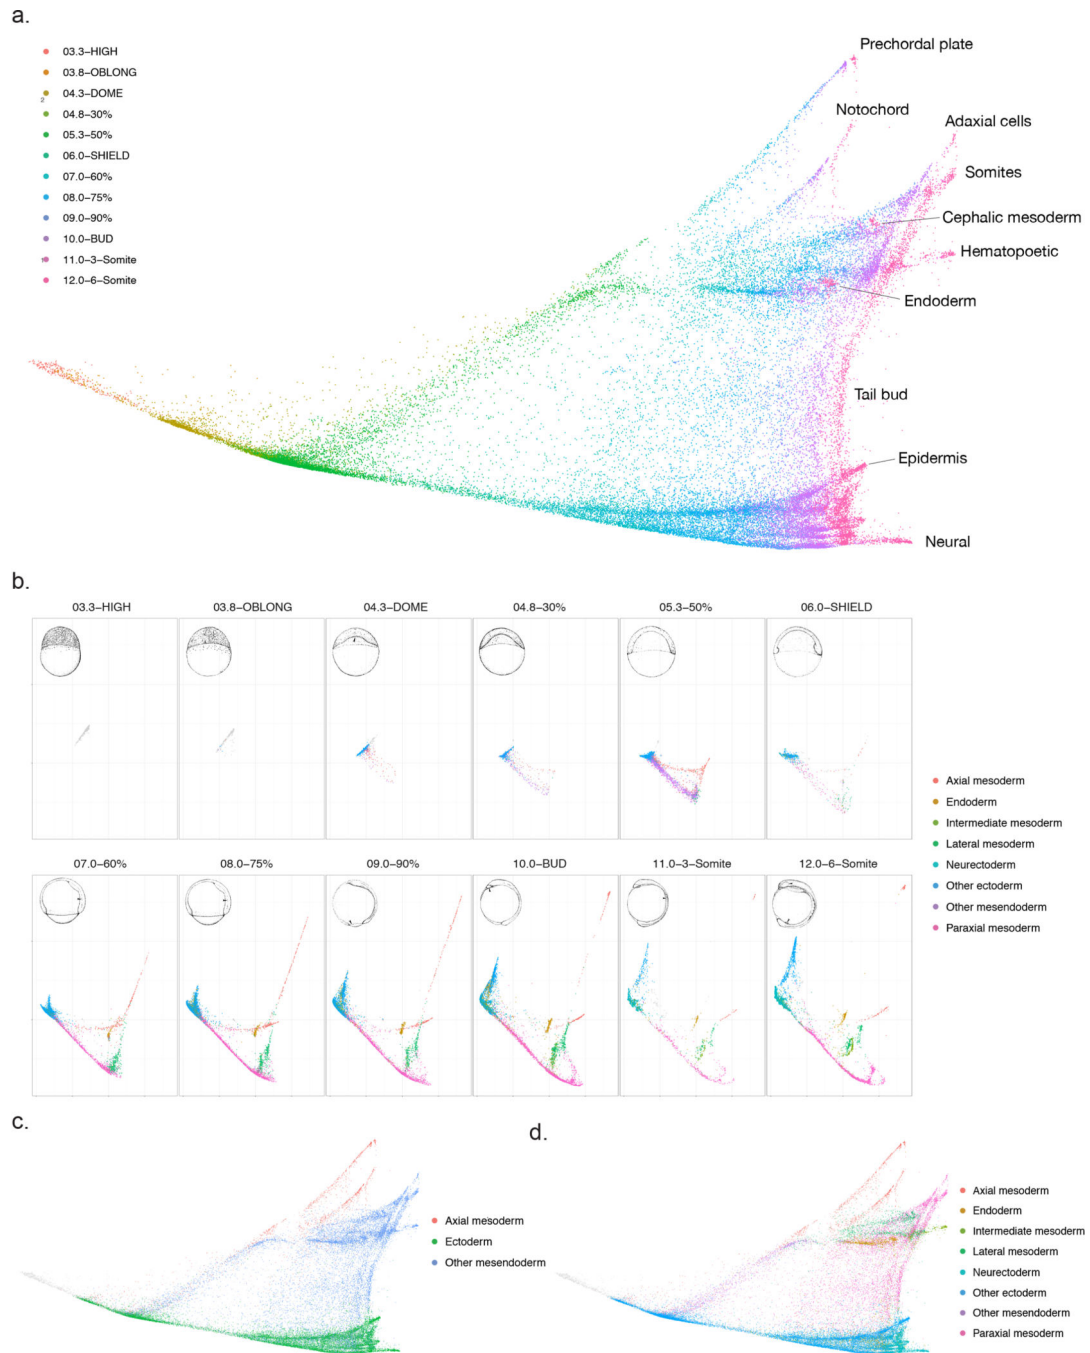 a.
03.3–HIGH
03.8–OBLONG
04.3–DOME
2
04.8–30%
05.3–50%
06.0–SHIELD
07.0–60%
08.0–75%
09.0–90%
10.0–BUD
11.0–3–Somite
12.0–6–Somite
Prechordal plate
Notochord
Adaxial cells
Somites
Cephalic mesoderm
Hematopoetic
Endoderm
Tail bud
Epidermis
Neural
b.
03.3–HIGH
03.8–OBLONG
04.3–DOME
04.8–30%
05.3–50%
06.0–SHIELD
07.0–60%
08.0–75%
09.0–90%
10.0–BUD
11.0–3–Somite
12.0–6–Somite
Axial mesoderm
Endoderm
Intermediate mesoderm
Lateral mesoderm
Neurectoderm
Other ectoderm
Other mesendoderm
Paraxial mesoderm
c.
Axial mesoderm
Ectoderm
Other mesendoderm
d.
Axial mesoderm
Endoderm
Intermediate mesoderm
Lateral mesoderm
Neurectoderm
Other ectoderm
Other mesendoderm
Paraxial mesoderm